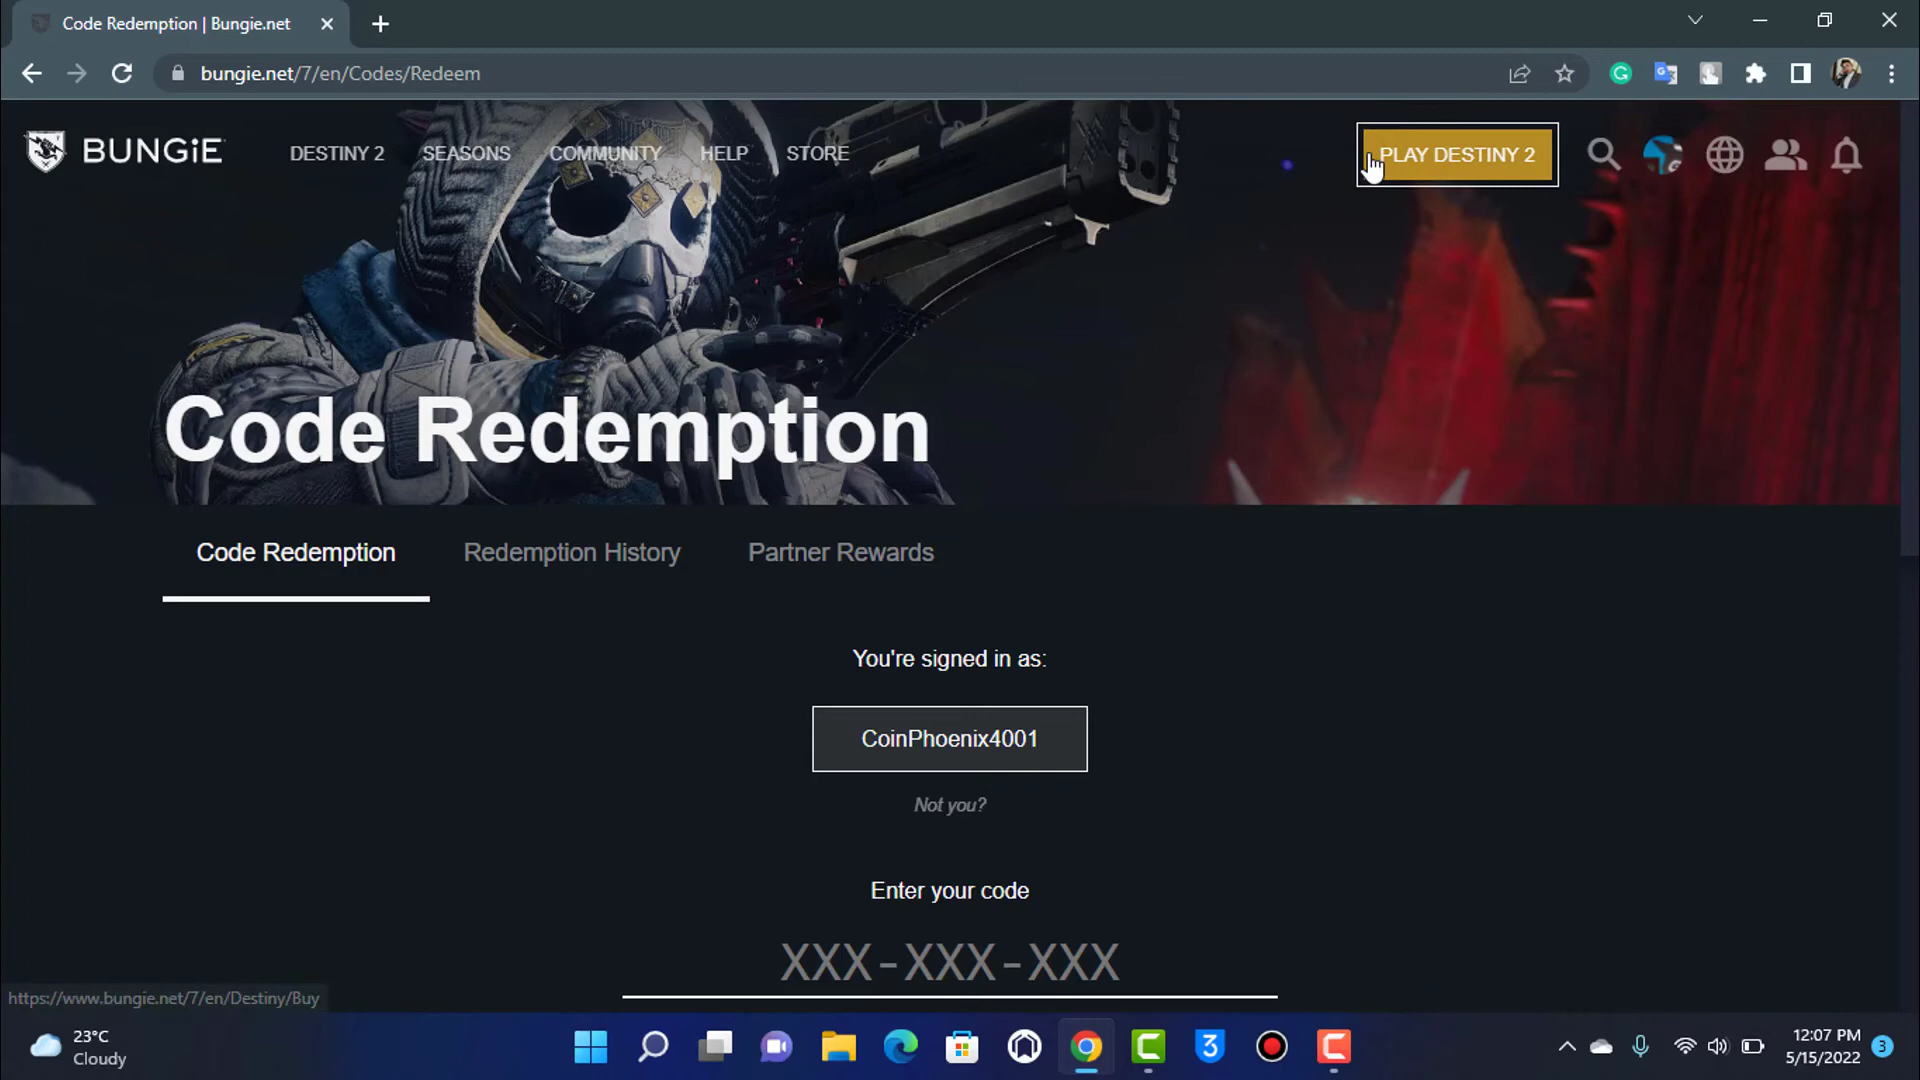 Code Redemption | Bungie.net
bungie.net/7/en/Codes/Redeem
BUNGiE
DESTINY 2
SEASONS
COMMUNITY
HELP
STORE
PLAY DESTINY 2
Code Redemption
Code Redemption
Redemption History
Partner Rewards
You're signed in as:
CoinPhoenix4001
Not you?
Enter your code
XXX-XXX-XXX
https://www.bungie.net/7/en/Destiny/Buy
23°C
Cloudy
12:07 PM
5/15/2022
3